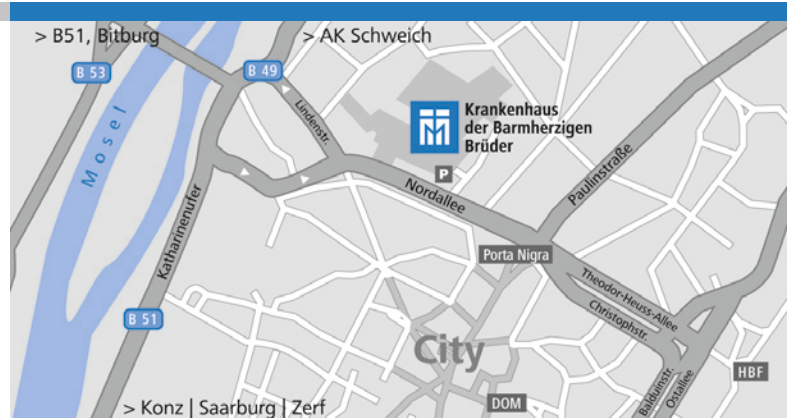 > B51, Bitburg
> AK Schweich
B 53
B 49
Mosel
Lindenstr.
Krankenhaus
der Barmherzigen
Brüder
P
Nordallee
Paulinstraße
Katharinenufer
Porta Nigra
Theodor-Heuss-Allee
Christophstr.
B 51
City
HBF
Balduinstr.
Ostallee
DOM
> Konz | Saarburg | Zerf